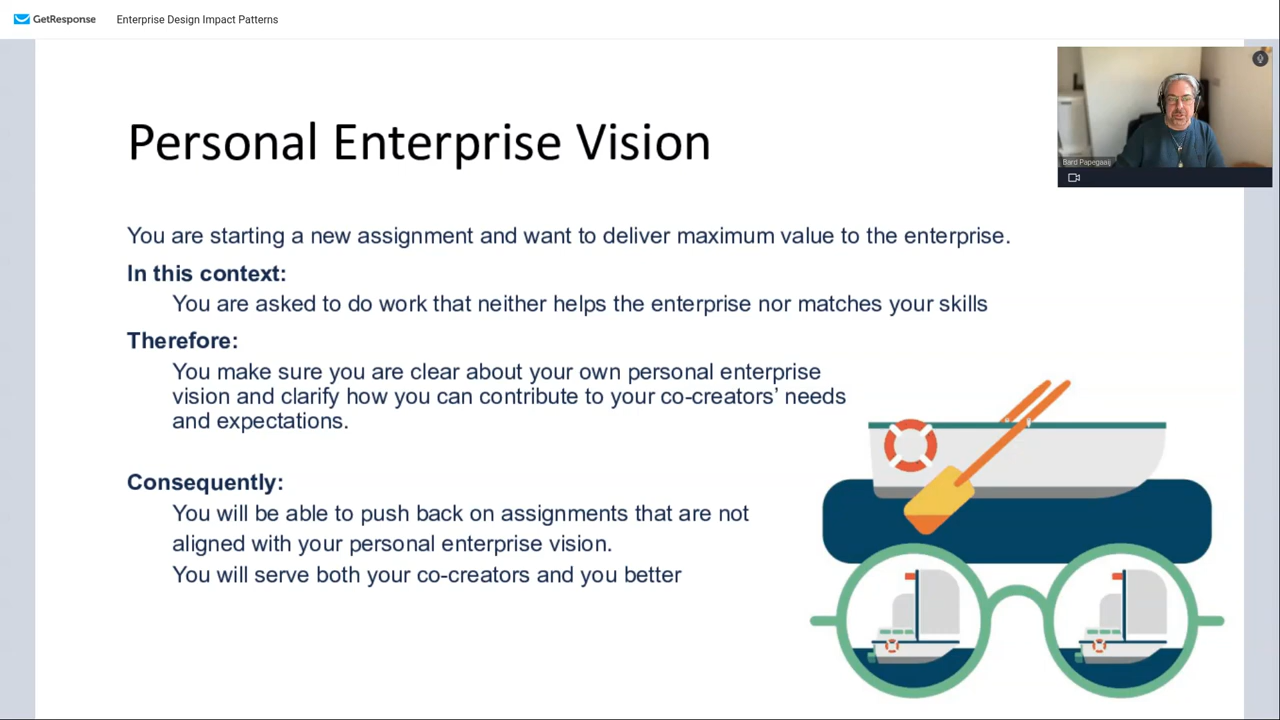 GetResponse Enterprise Design Impact Patterns
Bard Papegaaij
Personal Enterprise Vision
You are starting a new assignment and want to deliver maximum value to the enterprise.
In this context:
You are asked to do work that neither helps the enterprise nor matches your skills
Therefore:
You make sure you are clear about your own personal enterprise
vision and clarify how you can contribute to your co-creators’ needs
and expectations.
Consequently:
You will be able to push back on assignments that are not
aligned with your personal enterprise vision.
You will serve both your co-creators and you better